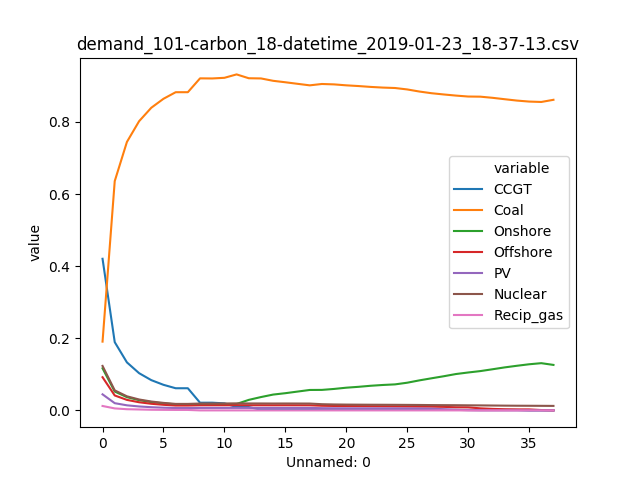 demand_101-carbon_18-datetime_2019-01-23_18-37-13.csv
value
0.8
0.6
0.4
0.2
0.0
variable
CCGT
Coal
Onshore
Offshore
PV
Nuclear
Recip_gas
0 5 10 15 20 25 30 35
Unnamed: 0